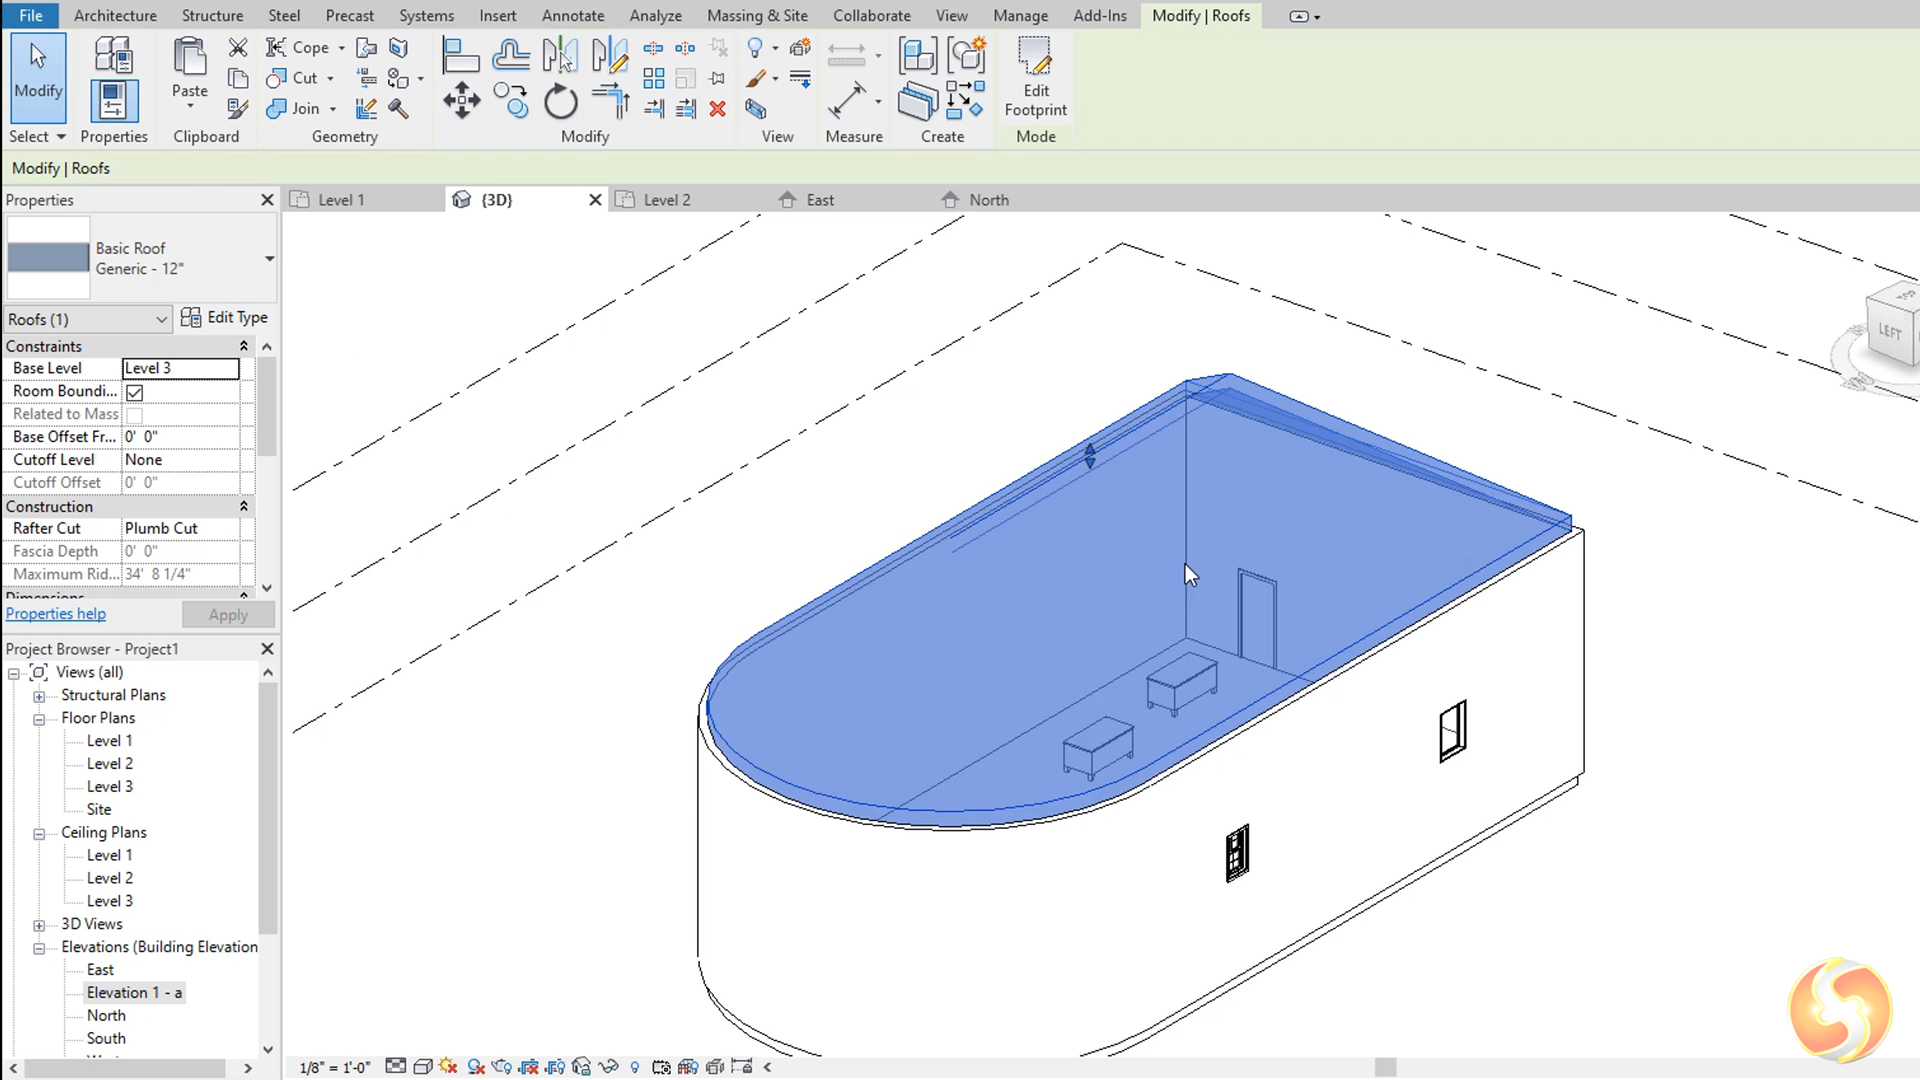 File Architecture Structure Steel Precast Systems Insert Annotate Analyze Massing & Site Collaborate View Manage Add-Ins Modify | Roofs
Modify
Paste
Cope
Cut
Join
Edit
Footprint
Select Properties Clipboard Geometry Modify View Measure Create Mode
Modify | Roofs
Properties
Level 1
{3D}
Level 2
East
North
Basic Roof
Generic - 12"
Roofs (1)
Edit Type
Constraints
Base Level Level 3
Room Boundi...
Related to Mass
Base Offset Fr... 0' 0"
Cutoff Level None
Cutoff Offset 0' 0"
Construction
Rafter Cut Plumb Cut
Fascia Depth 0' 0"
Maximum Rid... 34' 8 1/4"
Dimensions
Properties help Apply
Project Browser - Project1
Views (all)
Structural Plans
Floor Plans
Level 1
Level 2
Level 3
Site
Ceiling Plans
Level 1
Level 2
Level 3
3D Views
Elevations (Building Elevation
East
Elevation 1 - a
North
South
TOP
LEFT
1/8" = 1'-0"